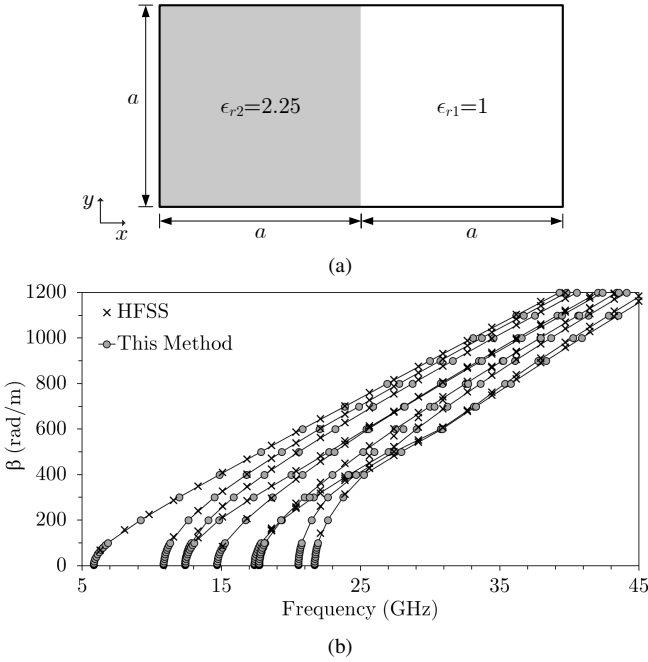 a
ϵr2=2.25
ϵr1=1
y
x
a
a
(a)
1200
1000
800
600
400
200
0
β (rad/m)
× HFSS
This Method
5
15
25
35
45
Frequency (GHz)
(b)